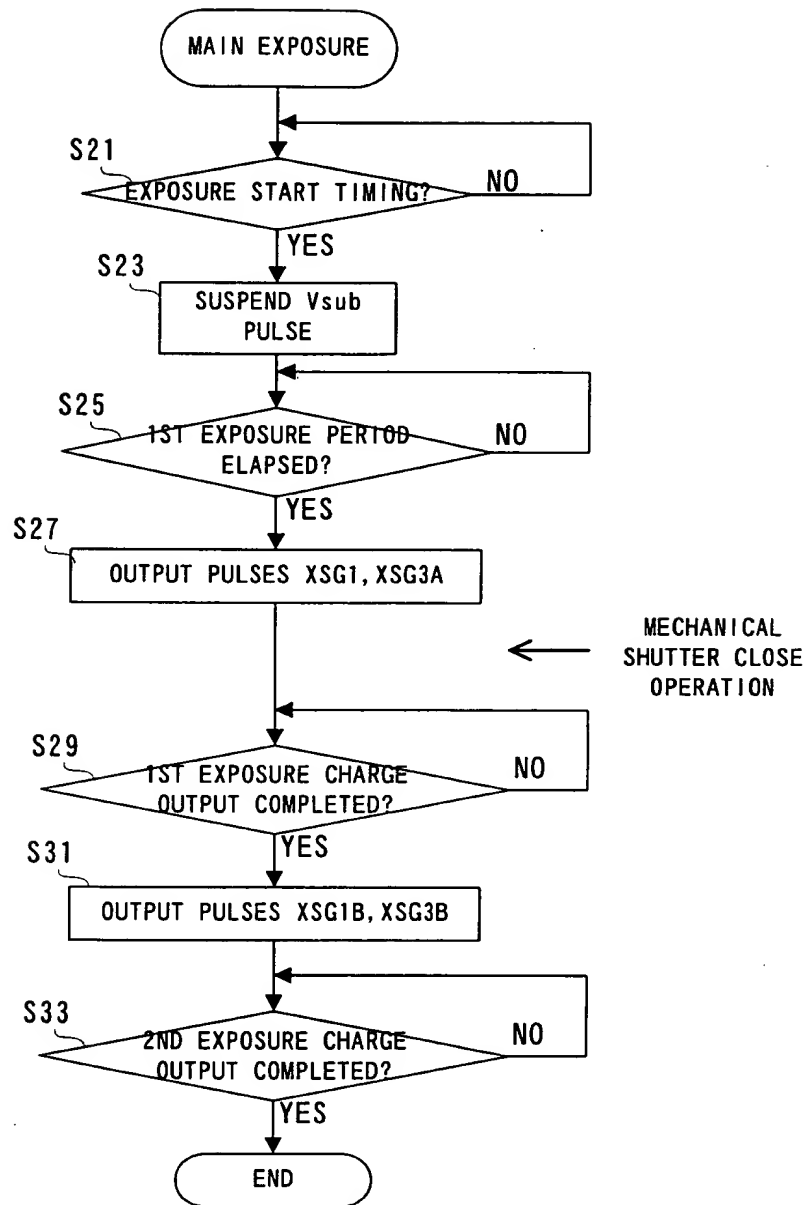 MAIN EXPOSURE
S21
EXPOSURE START TIMING?
NO
YES
S23
SUSPEND Vsub
PULSE
S25
1ST EXPOSURE PERIOD
ELAPSED?
NO
YES
S27
OUTPUT PULSES XSG1, XSG3A
MECHANICAL
SHUTTER CLOSE
OPERATION
S29
1ST EXPOSURE CHARGE
OUTPUT COMPLETED?
NO
YES
S31
OUTPUT PULSES XSG1B, XSG3B
S33
2ND EXPOSURE CHARGE
OUTPUT COMPLETED?
NO
YES
END